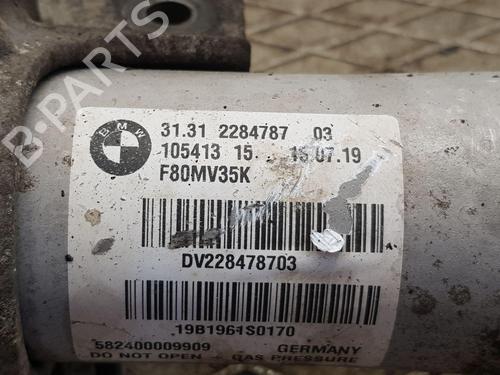 B-PARTS
BMW
31.31 2284787 03
105413 15 15.07.19
F80MV35K
DV228478703
19B1961S0170
582400009909 GERMANY
DO NOT OPEN - GAS PRESSURE